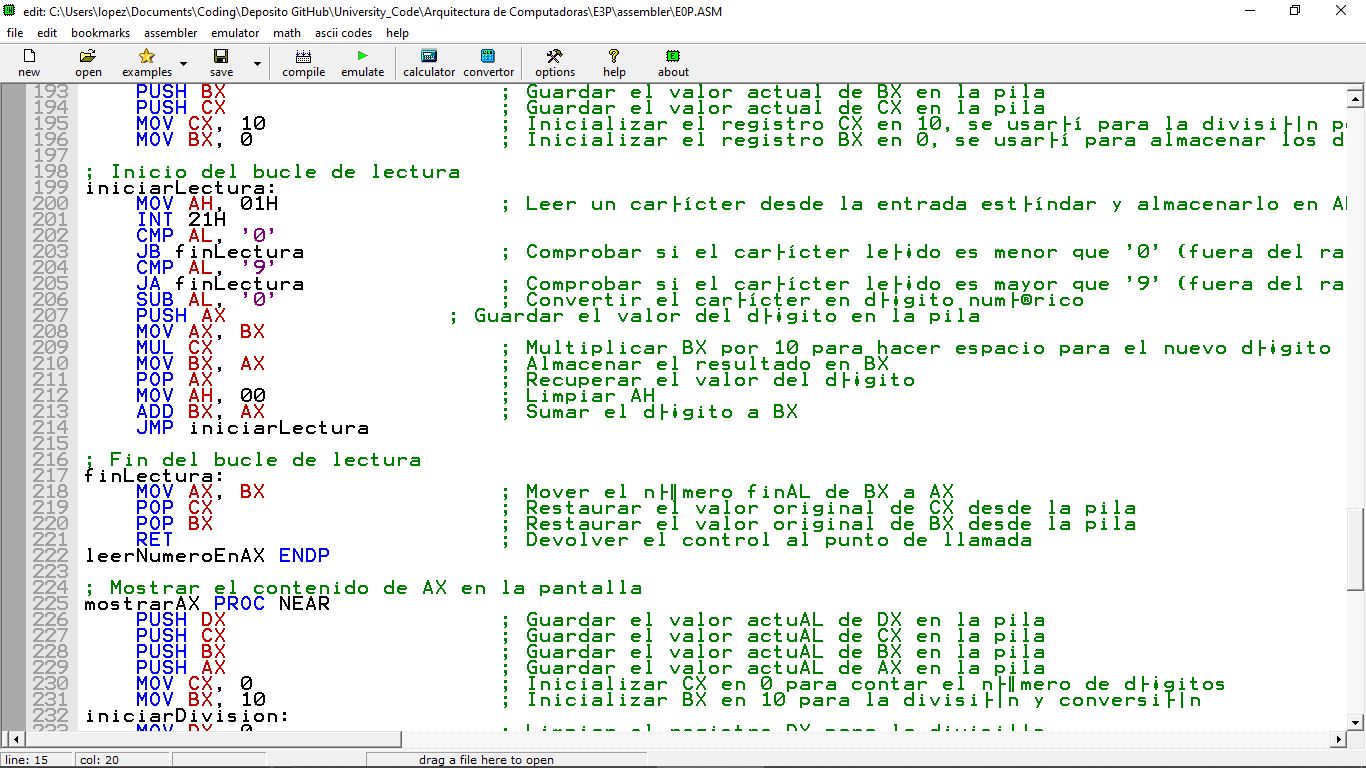 edit: C:\Users\lopez\Documents\Coding\Deposito GitHub\University_Code\Arquitectura de Computadoras\E3P\assembler\E0P.ASM
file edit bookmarks assembler emulator math ascii codes help
new open examples save compile emulate calculator convertor options help about
193 PUSH BX ; Guardar el valor actual de BX en la pila
194 PUSH CX ; Guardar el valor actual de CX en la pila
195 MOV CX, 10 ; Inicializar el registro CX en 10, se usar├í para la divisi├│n
196 MOV BX, 0 ; Inicializar el registro BX en 0, se usar├í para almacenar los
197
198 ; Inicio del bucle de lectura
199 iniciarLectura:
200 MOV AH, 01H ; Leer un car├ícter desde la entrada est├índar y almacenarlo en
201 INT 21H
202 CMP AL, '0'
203 JB finLectura ; Comprobar si el car├ícter le├¡do es menor que '0' (fuera del
204 CMP AL, '9'
205 JA finLectura ; Comprobar si el car├ícter le├¡do es mayor que '9' (fuera del
206 SUB AL, '0' ; Convertir el car├ícter en d├¡gito num├®rico
207 PUSH AX ; Guardar el valor del d├¡gito en la pila
208 MOV AX, BX
209 MUL CX ; Multiplicar BX por 10 para hacer espacio para el nuevo d├¡gito
210 MOV BX, AX ; Almacenar el resultado en BX
211 POP AX ; Recuperar el valor del d├¡gito
212 MOV AH, 00 ; Limpiar AH
213 ADD BX, AX ; Sumar el d├¡gito a BX
214 JMP iniciarLectura
215
216 ; Fin del bucle de lectura
217 finLectura:
218 MOV AX, BX ; Mover el n├║mero finAL de BX a AX
219 POP CX ; Restaurar el valor original de CX desde la pila
220 POP BX ; Restaurar el valor original de BX desde la pila
221 RET ; Devolver el control al punto de llamada
222 leerNumeroEnAX ENDP
223
224 ; Mostrar el contenido de AX en la pantalla
225 mostrarAX PROC NEAR
226 PUSH DX ; Guardar el valor actuAL de DX en la pila
227 PUSH CX ; Guardar el valor actuAL de CX en la pila
228 PUSH BX ; Guardar el valor actuAL de BX en la pila
229 PUSH AX ; Guardar el valor actuAL de AX en la pila
230 MOV CX, 0 ; Inicializar CX en 0 para contar el n├║mero de d├¡gitos
231 MOV BX, 10 ; Inicializar BX en 10 para la divisi├│n y conversi├│n
232 iniciarDivision:
233 MOV DX, 0 ; Limpiar el registro DX para la
line: 15 col: 20 drag a file here to open